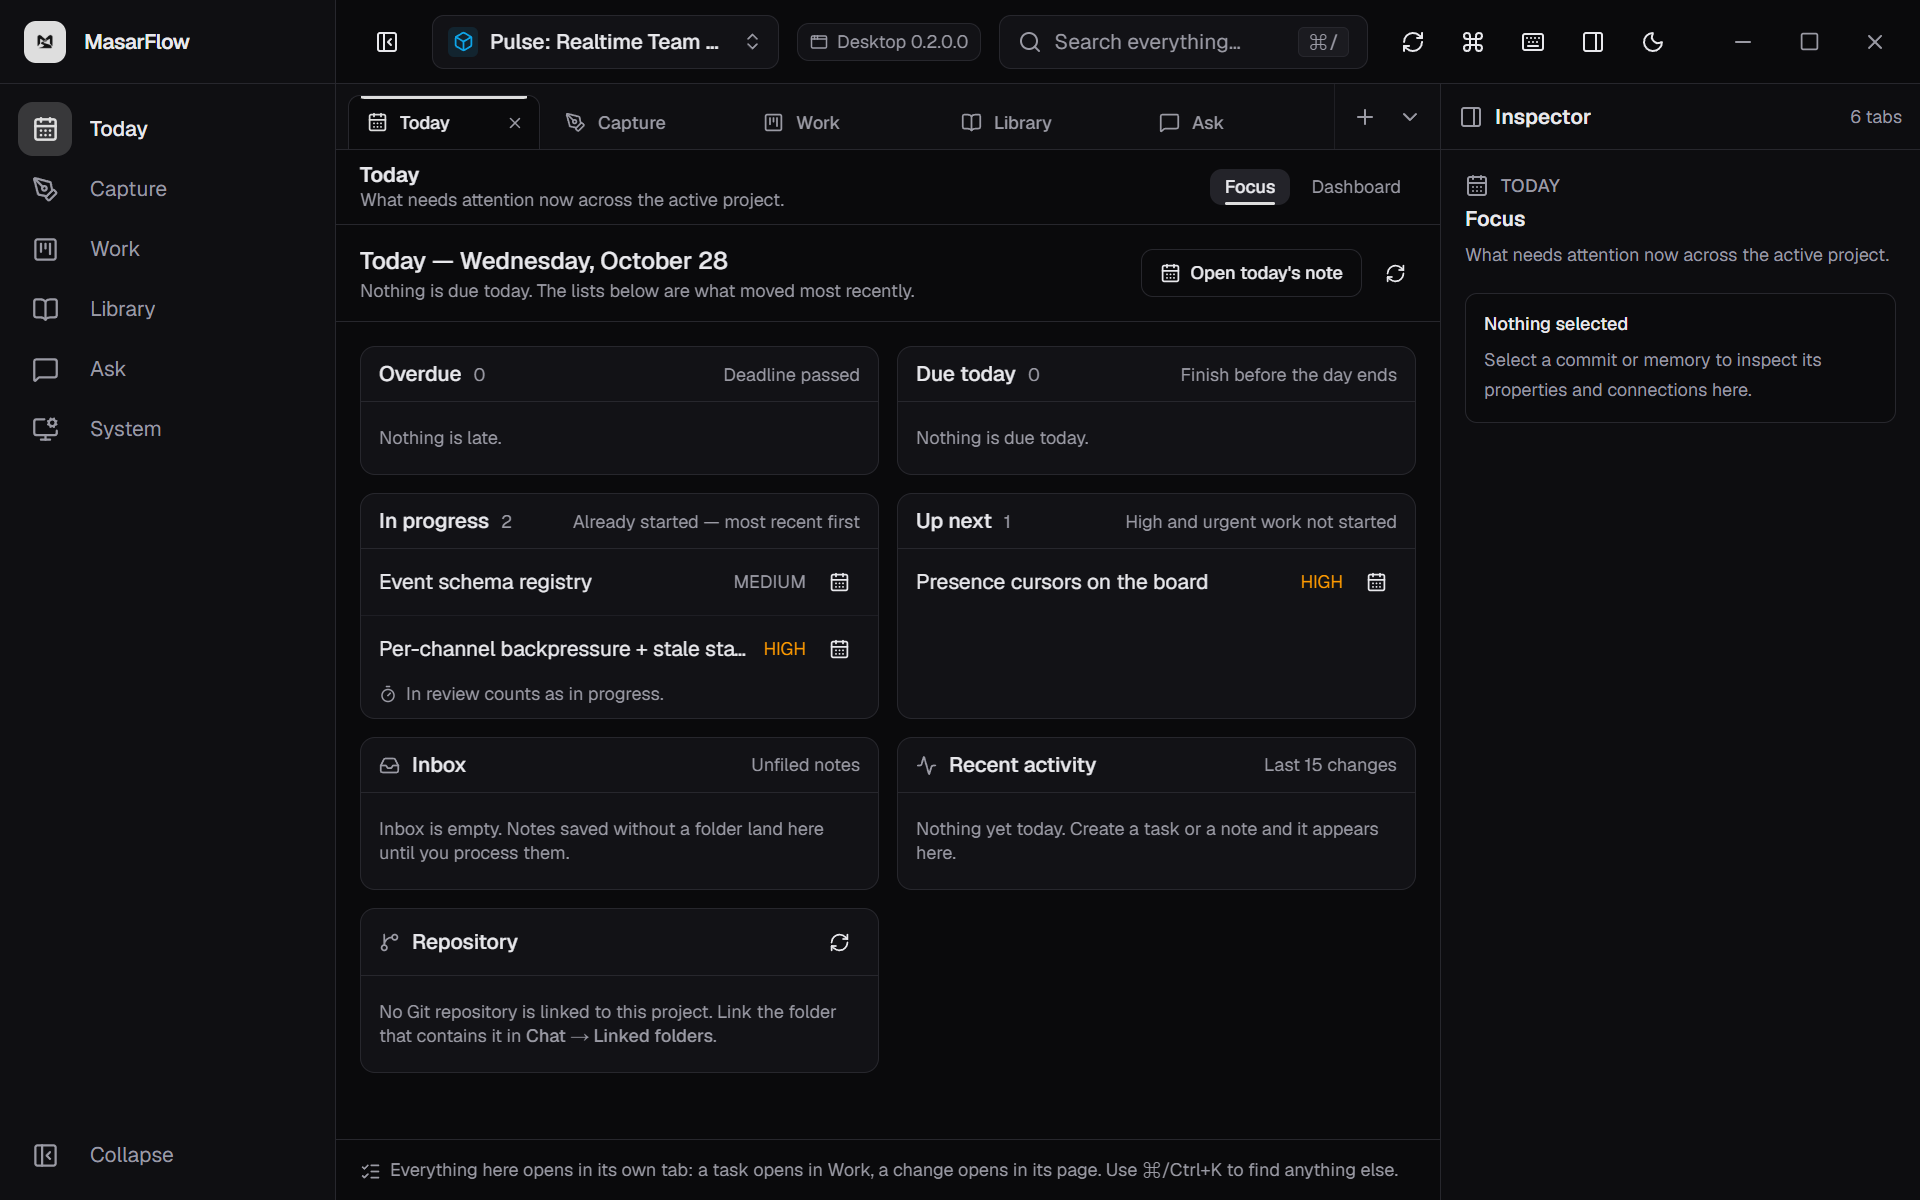 MasarFlow
Pulse: Realtime Team ...
Desktop 0.2.0.0
Search everything...
⌘/
Today
Capture
Work
Library
Ask
System
Collapse
Today
Capture
Work
Library
Ask
Today
What needs attention now across the active project.
Focus
Dashboard
Today — Wednesday, October 28
Nothing is due today. The lists below are what moved most recently.
Open today's note
Overdue 0
Deadline passed
Nothing is late.
Due today 0
Finish before the day ends
Nothing is due today.
In progress 2
Already started — most recent first
Event schema registry
MEDIUM
Per-channel backpressure + stale sta...
HIGH
In review counts as in progress.
Up next 1
High and urgent work not started
Presence cursors on the board
HIGH
Inbox
Unfiled notes
Inbox is empty. Notes saved without a folder land here
until you process them.
Recent activity
Last 15 changes
Nothing yet today. Create a task or a note and it appears
here.
Repository
No Git repository is linked to this project. Link the folder
that contains it in Chat → Linked folders.
Everything here opens in its own tab: a task opens in Work, a change opens in its page. Use ⌘/Ctrl+K to find anything else.
Inspector
6 tabs
TODAY
Focus
What needs attention now across the active project.
Nothing selected
Select a commit or memory to inspect its
properties and connections here.